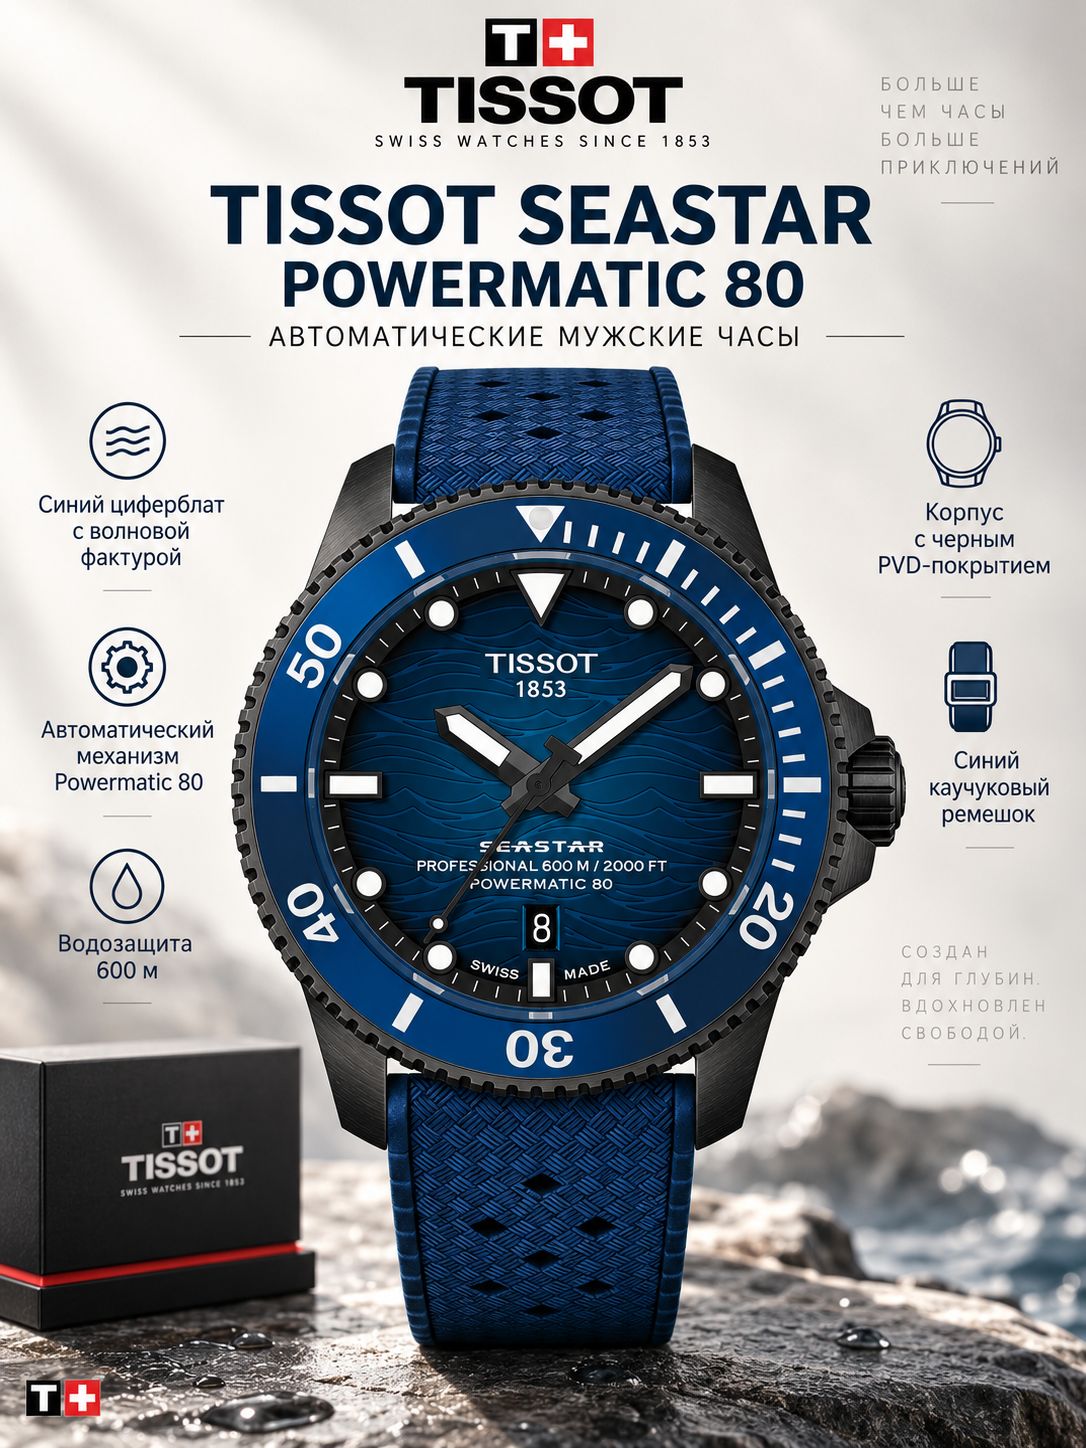 T+
TISSOT
SWISS WATCHES SINCE 1853
БОЛЬШЕ
ЧЕМ ЧАСЫ
БОЛЬШЕ
ПРИКЛЮЧЕНИЙ
TISSOT SEASTAR
POWERMATIC 80
АВТОМАТИЧЕСКИЕ МУЖСКИЕ ЧАСЫ
Синий циферблат
с волновой
фактурой
Автоматический
механизм
Powermatic 80
Водозащита
600 м
Корпус
с черным
PVD-покрытием
Синий
каучуковый
ремешок
50
40
30
20
TISSOT
1853
SEASTAR
PROFESSIONAL 600 M / 2000 FT
POWERMATIC 80
8
SWISS MADE
СОЗДАН
ДЛЯ ГЛУБИН.
ВДОХНОВЛЕН
СВОБОДОЙ.
T+
TISSOT
SWISS WATCHES SINCE 1853
T+